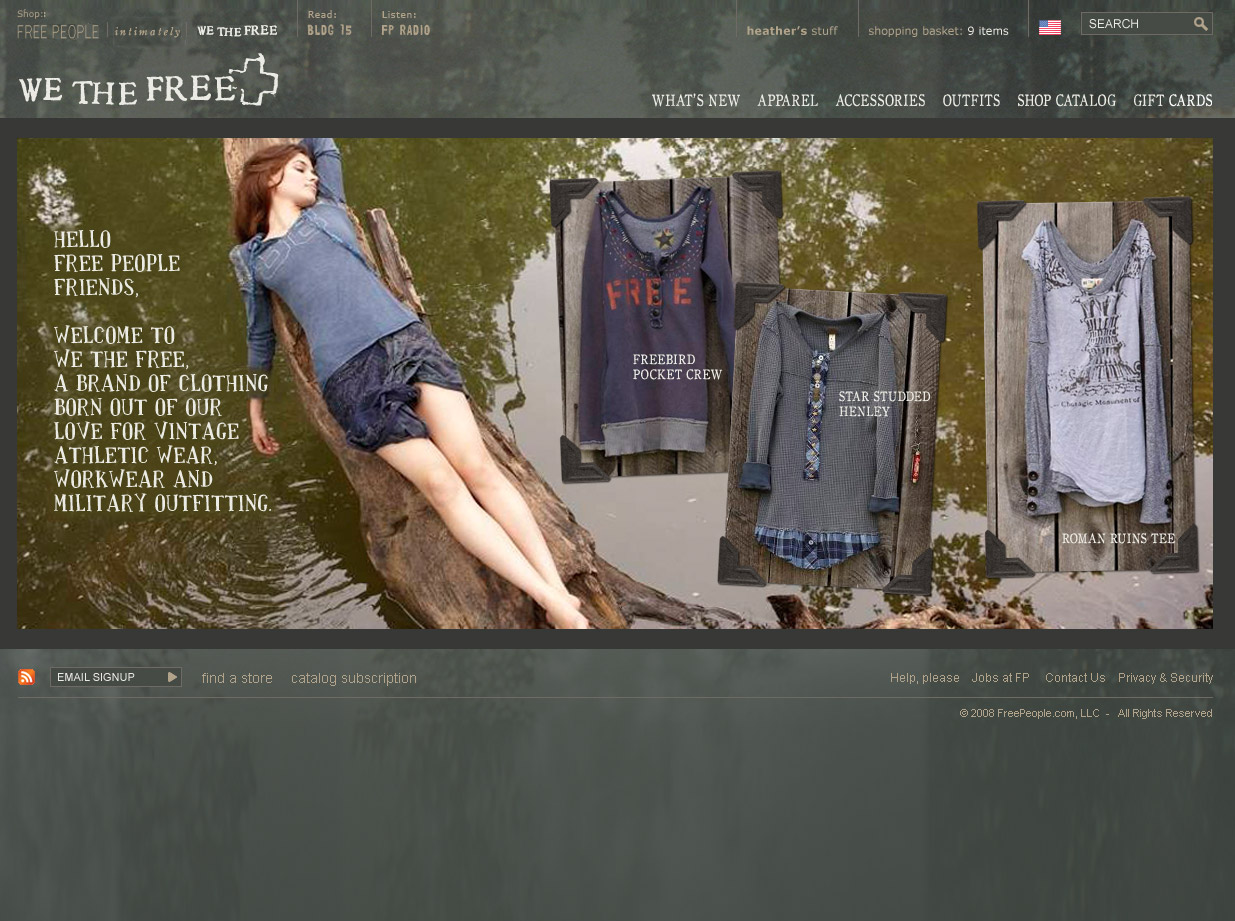 Shop::
FREE PEOPLE
intimately
WE THE FREE
Read:
BLDG 25
Listen:
FP RADIO
heather's stuff
shopping basket: 9 items
SEARCH
WE THE FREE
WHAT'S NEW
APPAREL
ACCESSORIES
OUTFITS
SHOP CATALOG
GIFT CARDS
HELLO
FREE PEOPLE
FRIENDS,
WELCOME TO
WE THE FREE,
A BRAND OF CLOTHING
BORN OUT OF OUR
LOVE FOR VINTAGE
ATHLETIC WEAR,
WORKWEAR AND
MILITARY OUTFITTING.
FREE
FREEBIRD
POCKET CREW
STAR STUDDED
HENLEY
Choragic Monument of
ROMAN RUINS TEE
EMAIL SIGNUP
find a store
catalog subscription
Help, please
Jobs at FP
Contact Us
Privacy & Security
© 2008 FreePeople.com, LLC - All Rights Reserved